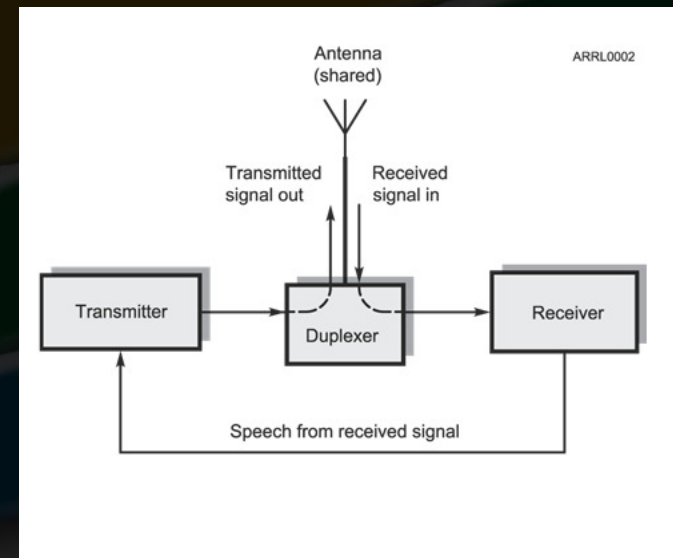 Antenna
(shared)
ARRL0002
Transmitted
signal out
Received
signal in
Transmitter
Duplexer
Receiver
Speech from received signal